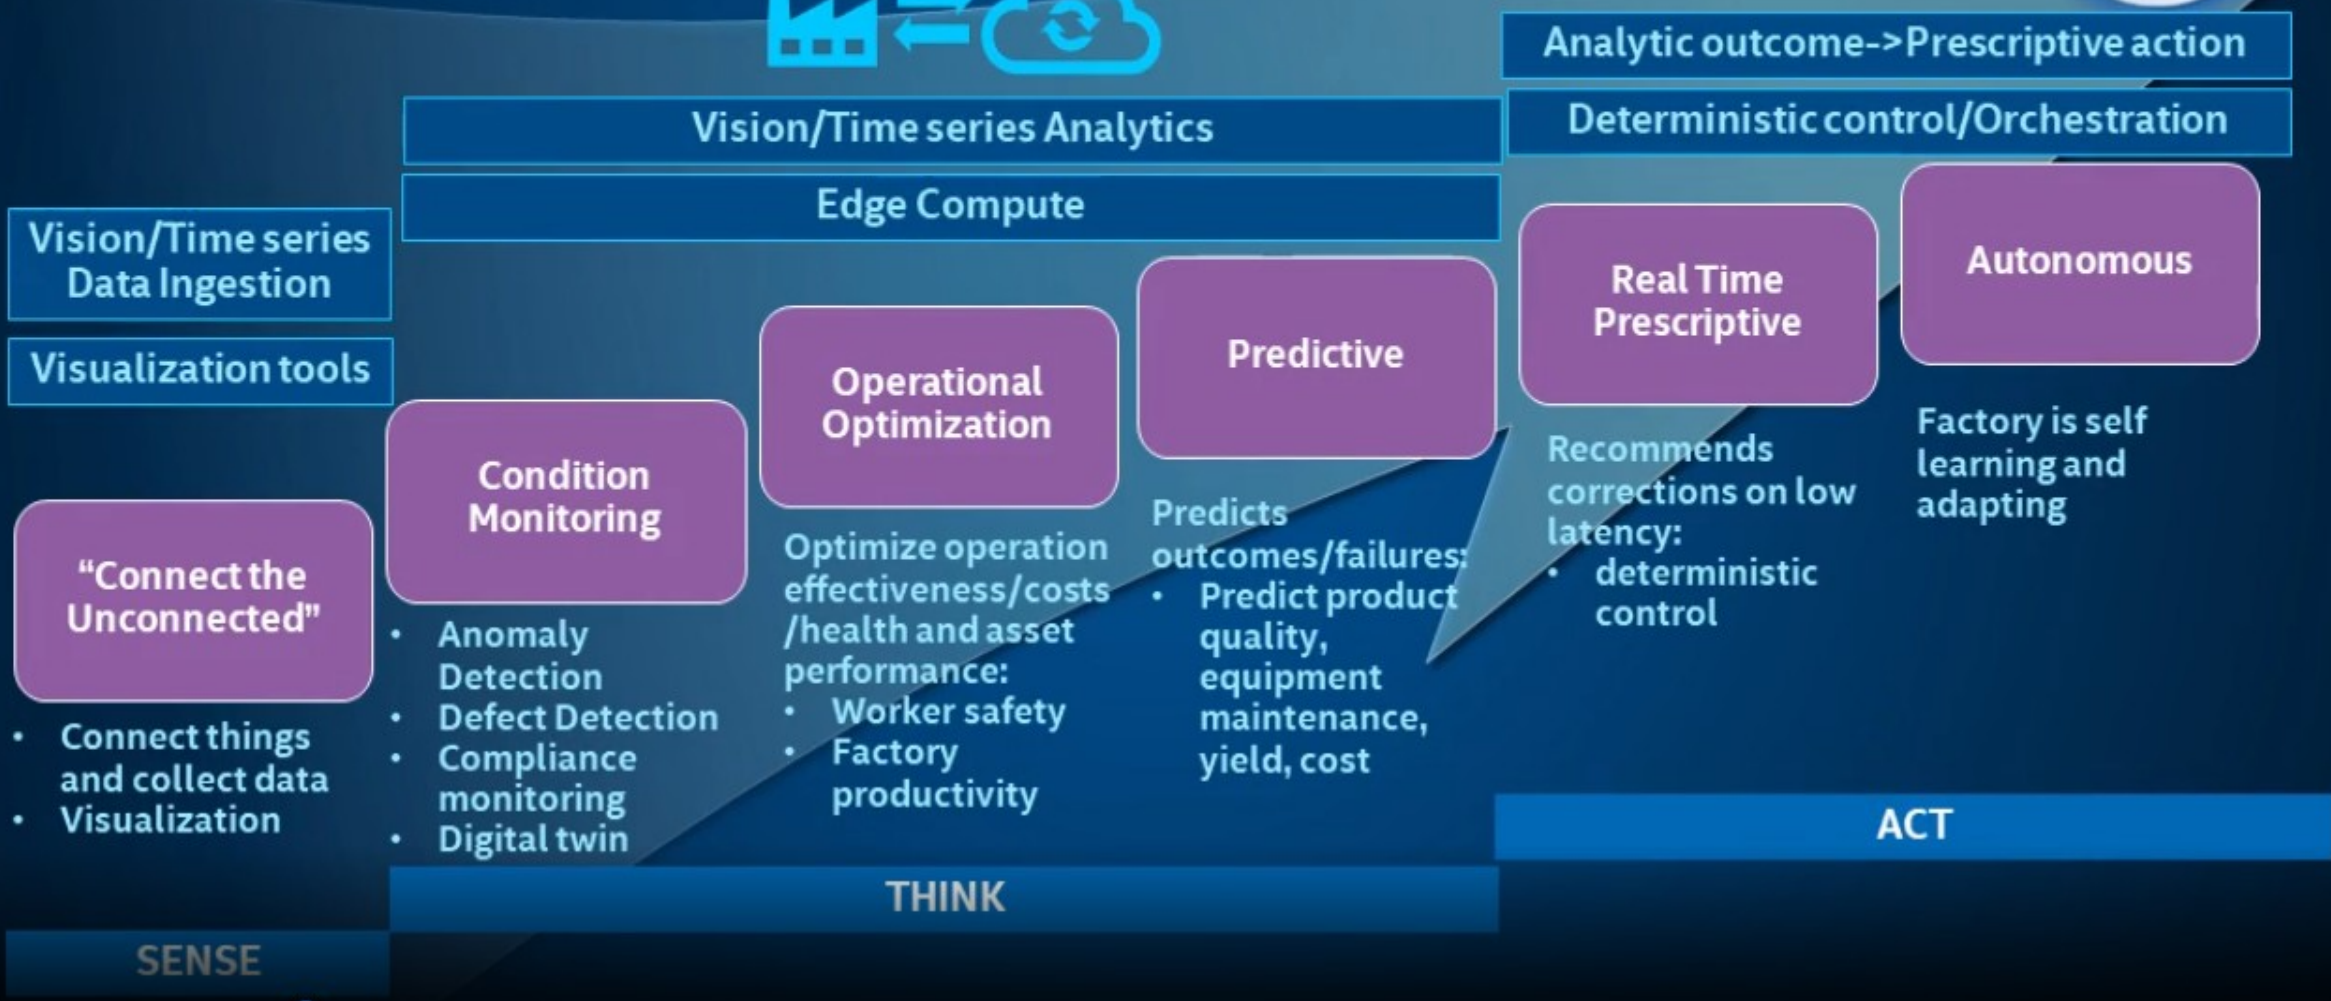 Analytic outcome->Prescriptive action
Vision/Time series Analytics
Deterministic control/Orchestration
Edge Compute
Vision/Time series
Data Ingestion
Visualization tools
“Connect the
Unconnected”
• Connect things
and collect data
• Visualization
Condition
Monitoring
• Anomaly
Detection
• Defect Detection
• Compliance
monitoring
• Digital twin
Operational
Optimization
Optimize operation
effectiveness/costs
/health and asset
performance:
• Worker safety
• Factory
productivity
Predictive
Predicts
outcomes/failures:
• Predict product
quality,
equipment
maintenance,
yield, cost
Real Time
Prescriptive
Recommends
corrections on low
latency:
• deterministic
control
Autonomous
Factory is self
learning and
adapting
SENSE
THINK
ACT